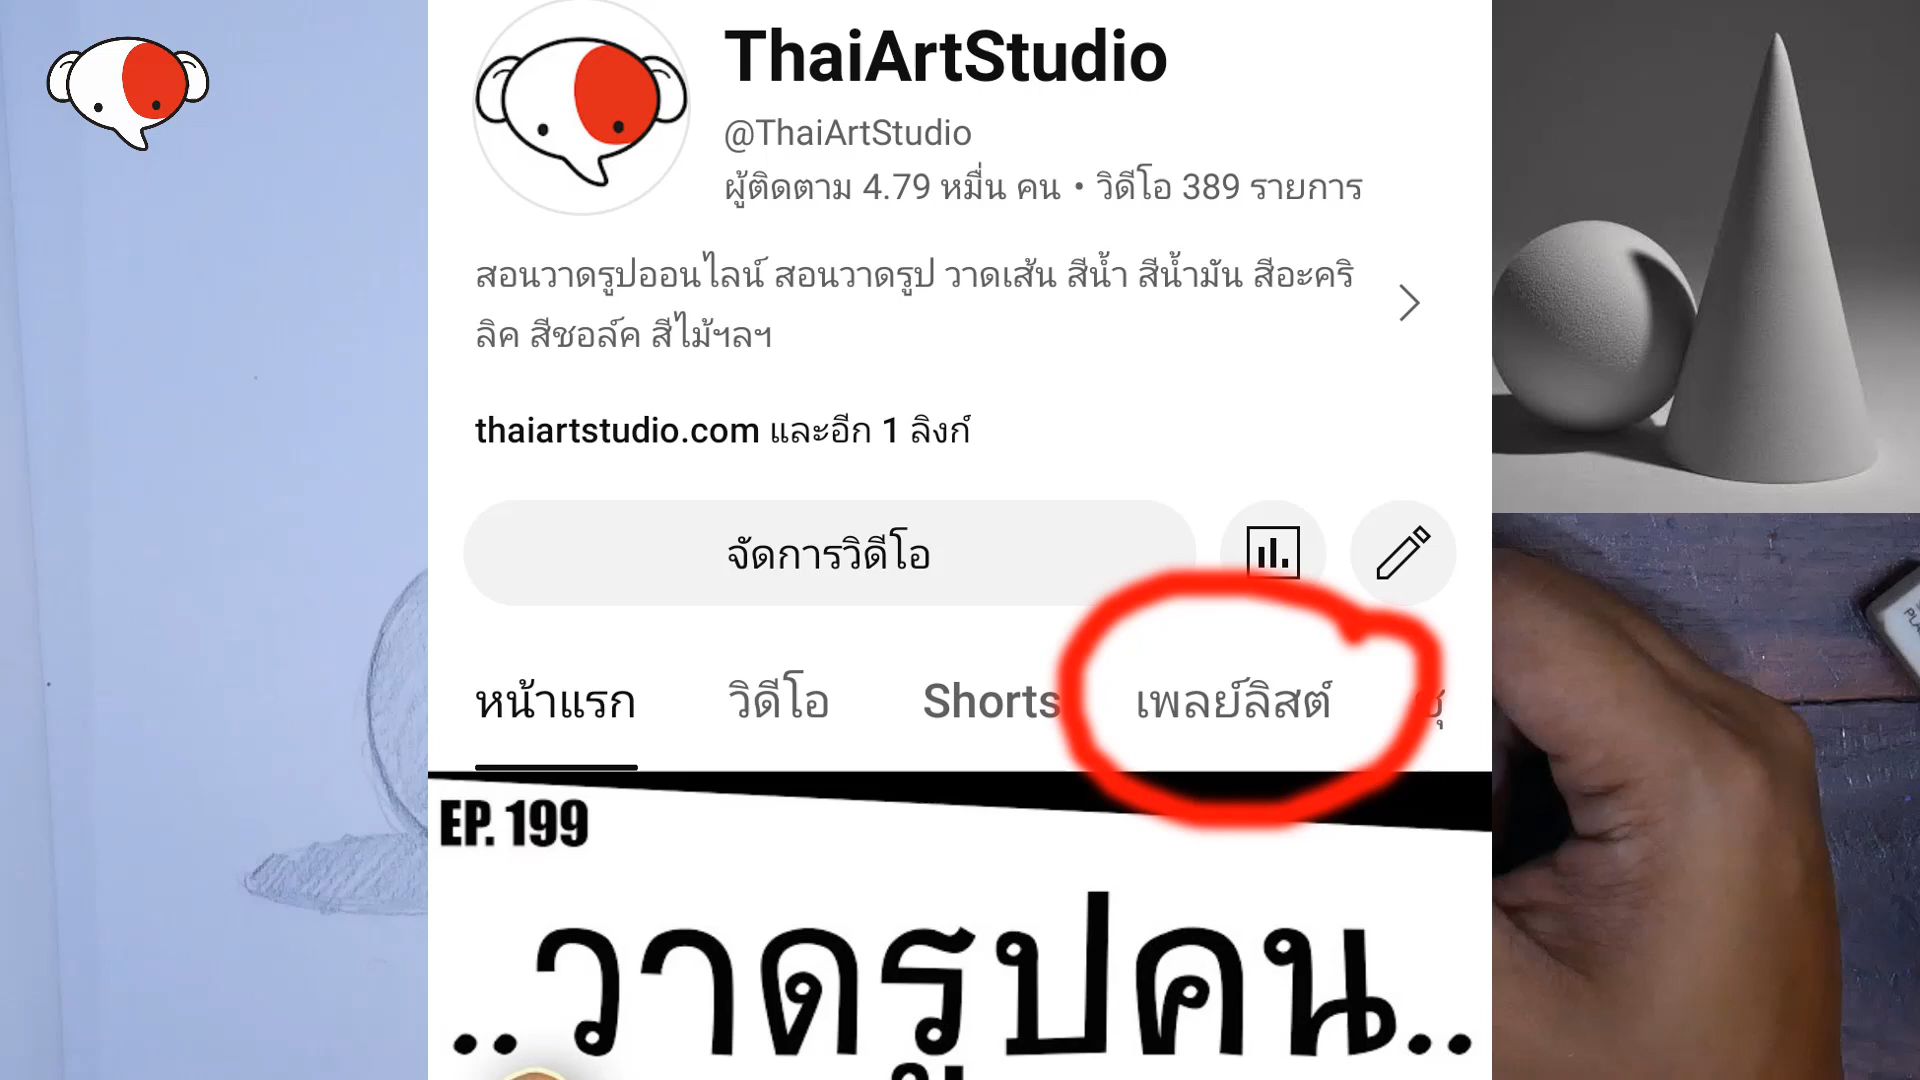 ThaiArtStudio
@ThaiArtStudio
ผู้ติดตาม 4.79 หมื่น คน • วิดีโอ 389 รายการ
สอนวาดรูปออนไลน์ สอนวาดรูป วาดเส้น สีน้ำ สีน้ำมัน สีอะคริ
ลิค สีชอล์ค สีไม้ฯลฯ
thaiartstudio.com และอีก 1 ลิงก์
จัดการวิดีโอ
หน้าแรก วิดีโอ Shorts เพลย์ลิสต์
EP. 199
..วาดรูปคน..